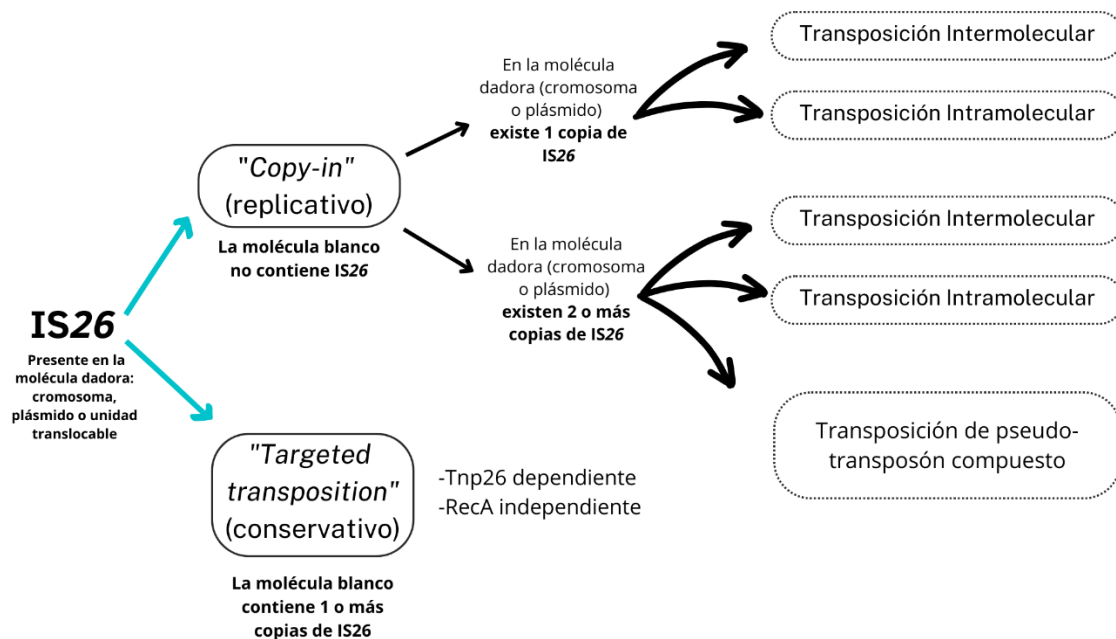 IS26
Presente en la
molécula dadora:
cromosoma,
plásmido o unidad
translocable
"Copy-in"
(replicativo)
La molécula blanco
no contiene IS26
En la molécula
dadora (cromosoma
o plásmido)
existe 1 copia de
IS26
Transposición Intermolecular
Transposición Intramolecular
En la molécula
dadora (cromosoma
o plásmido)
existen 2 o más
copias de IS26
Transposición Intermolecular
Transposición Intramolecular
Transposición de pseudo-
transposón compuesto
"Targeted
transposition"
(conservativo)
La molécula blanco
contiene 1 o más
copias de IS26
-Tnp26 dependiente
-RecA independiente